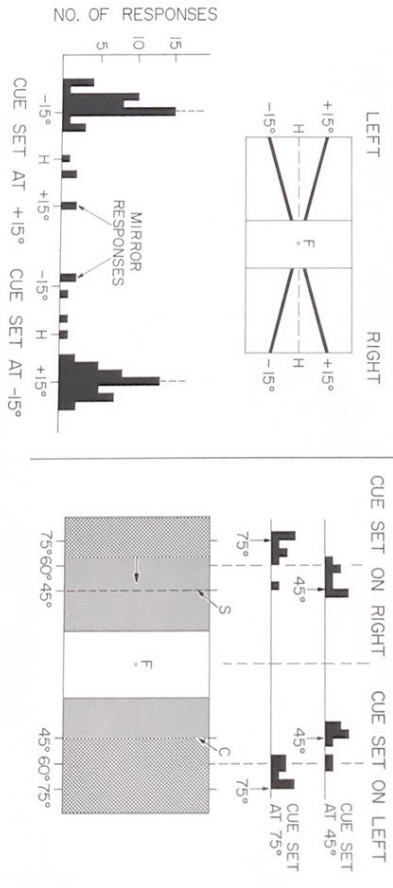 LEFT RIGHT
+15° +15°
H F H
-15° -15°
NO. OF RESPONSES
15
10
5
MIRROR
RESPONSES
-15° H +15° -15° H +15°
CUE SET AT +15° CUE SET AT -15°
CUE SET ON RIGHT CUE SET ON LEFT
45° 45° CUE SET
AT 45°
75° 75° CUE SET
AT 75°
S C
F
75° 60° 45° 45° 60° 75°